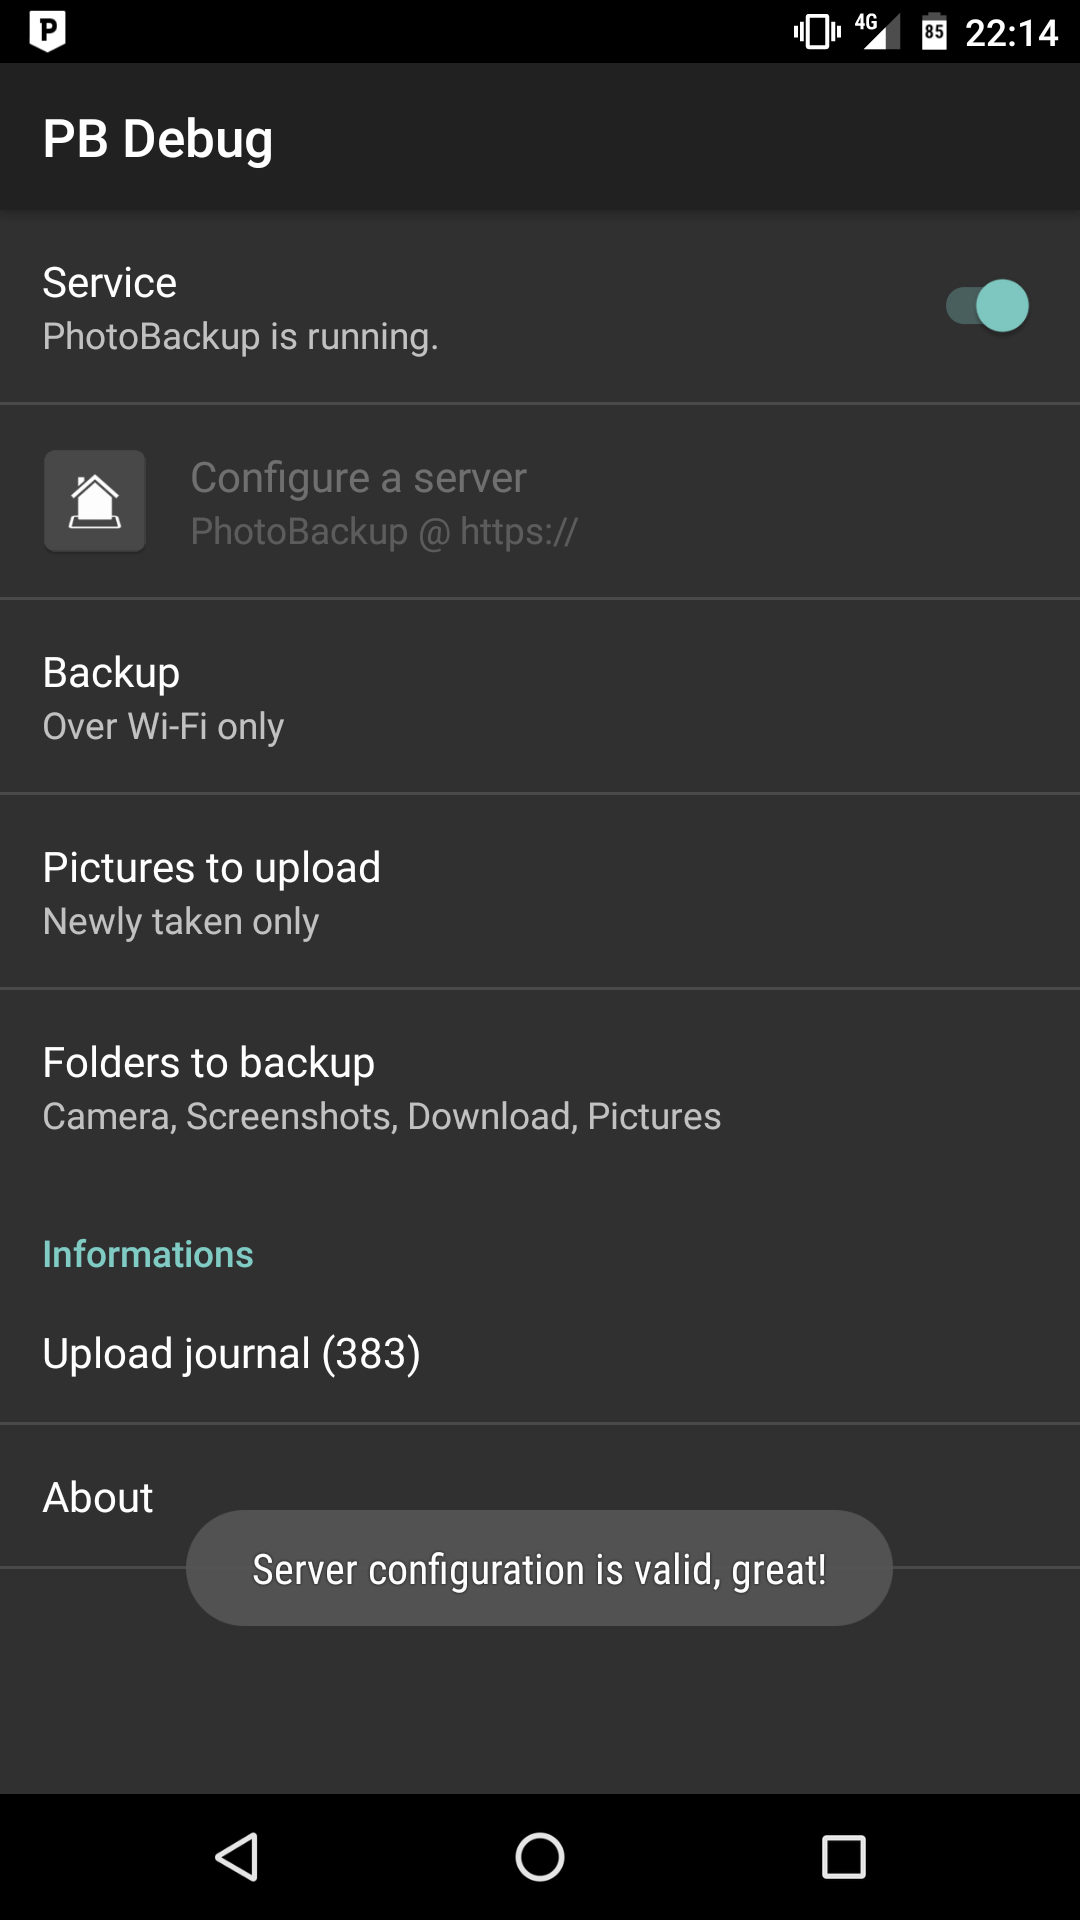 P
4G
85
22:14
PB Debug
Service
PhotoBackup is running.
Configure a server
PhotoBackup @ https://
Backup
Over Wi-Fi only
Pictures to upload
Newly taken only
Folders to backup
Camera, Screenshots, Download, Pictures
Informations
Upload journal (383)
About
Server configuration is valid, great!